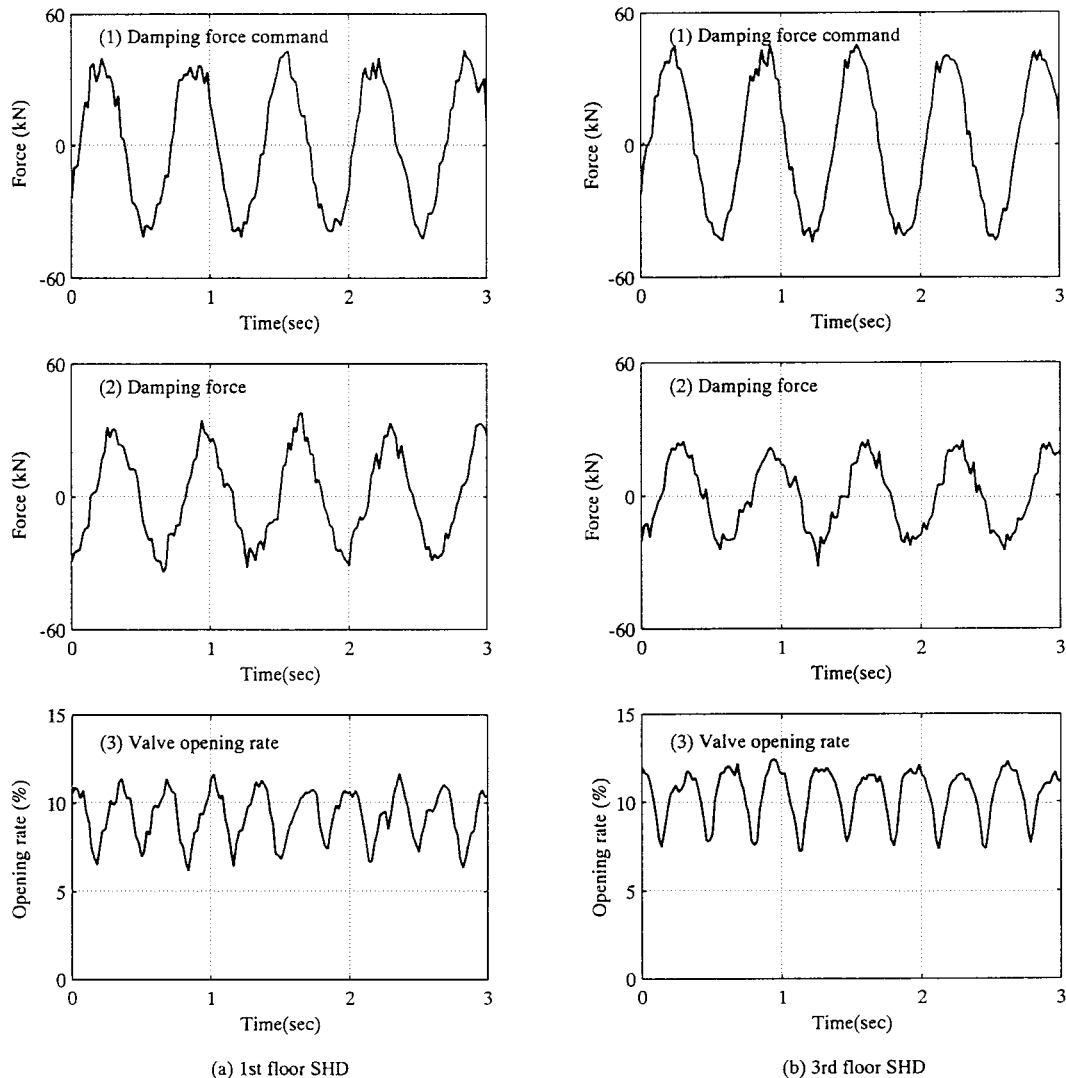 60
(1) Damping force command
Force (kN)
0
-60
0
1
2
3
Time(sec)
60
(2) Damping force
Force (kN)
0
-60
0
1
2
3
Time(sec)
15
(3) Valve opening rate
10
Opening rate (%)
5
0
0
1
2
3
Time(sec)
(a) 1st floor SHD
60
(1) Damping force command
Force (kN)
0
-60
0
1
2
3
Time(sec)
60
(2) Damping force
Force (kN)
0
-60
0
1
2
3
Time(sec)
15
(3) Valve opening rate
10
Opening rate (%)
5
0
0
1
2
3
Time(sec)
(b) 3rd floor SHD